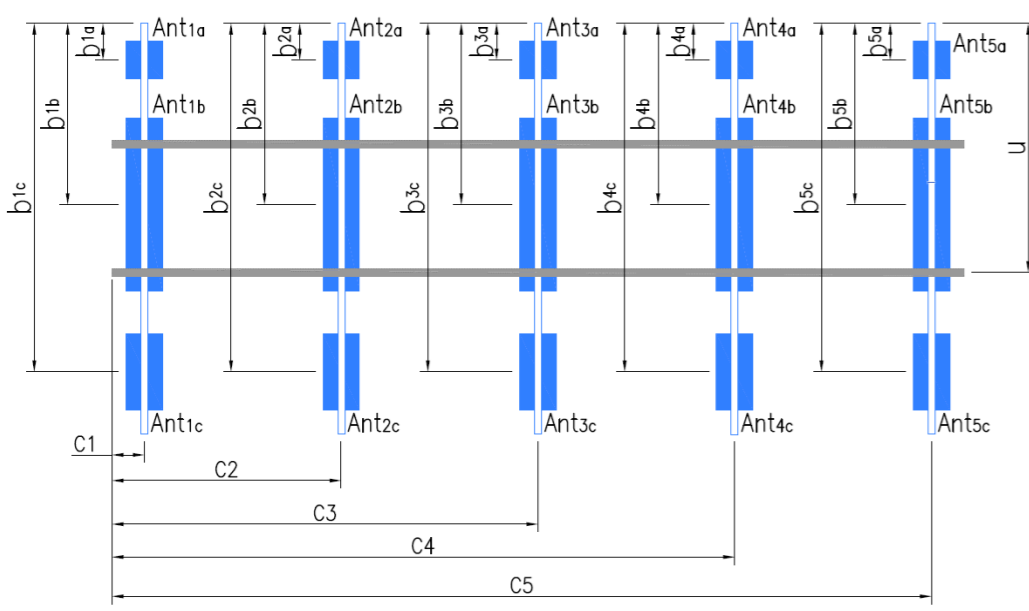 Ant1a
Ant2a
Ant3a
Ant4a
Ant5a
b1a
b2a
b3a
b4a
b5a
Ant1b
Ant2b
Ant3b
Ant4b
Ant5b
b1b
b2b
b3b
b4b
b5b
u
b1c
b2c
b3c
b4c
b5c
Ant1c
Ant2c
Ant3c
Ant4c
Ant5c
C1
C2
C3
C4
C5